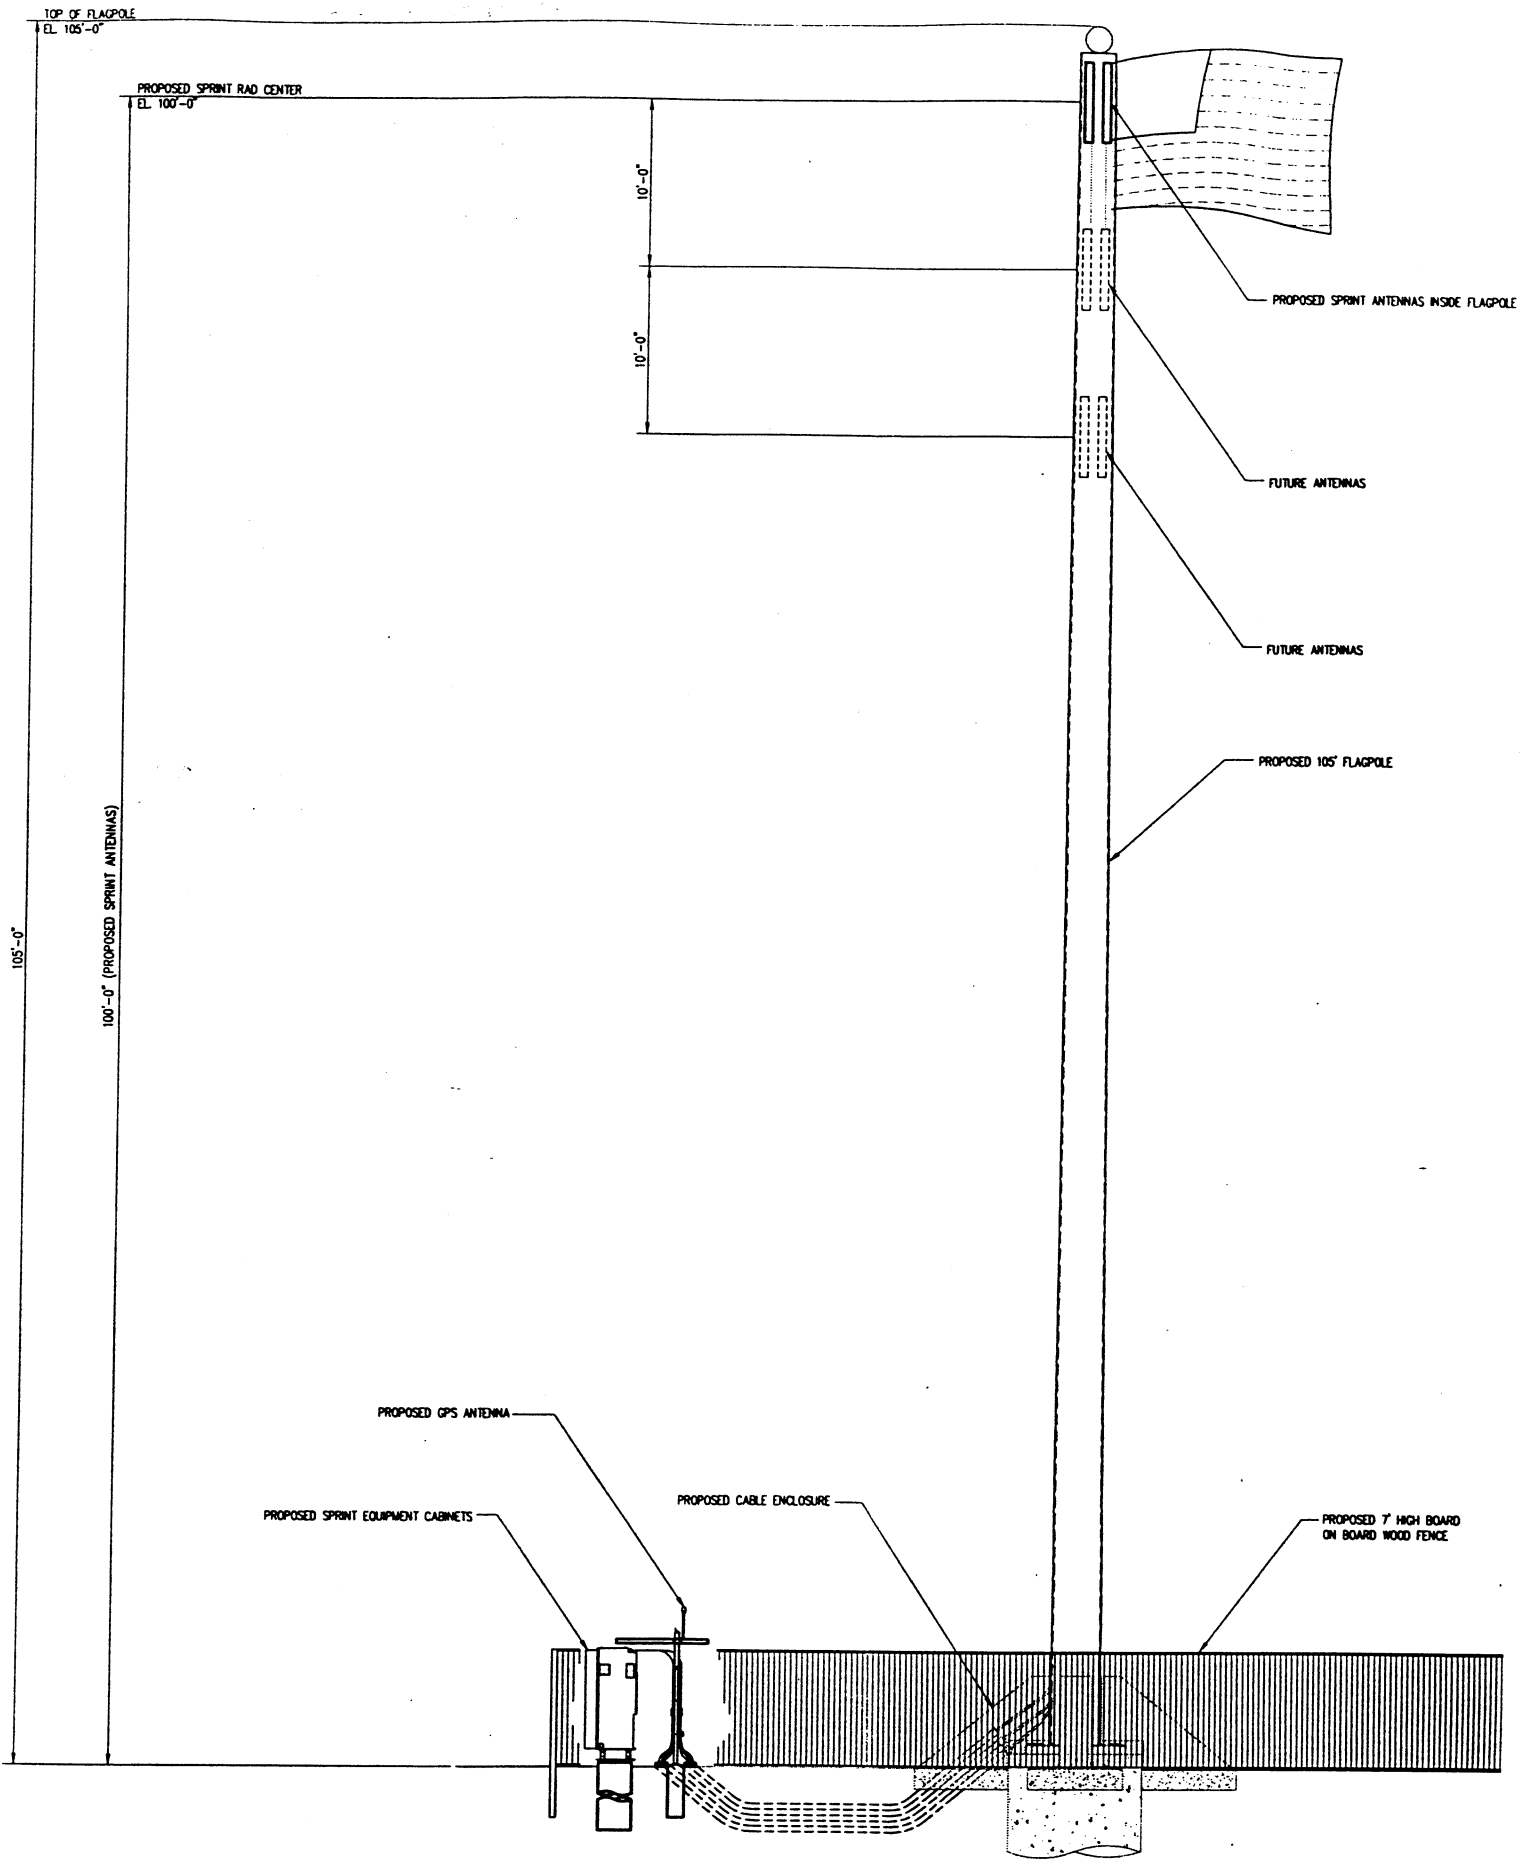 TOP OF FLAGPOLE
EL. 105'-0"
PROPOSED SPRINT RAD CENTER
EL. 100'-0"
10'-0"
10'-0"
PROPOSED SPRINT ANTENNAS INSIDE FLAGPOLE
FUTURE ANTENNAS
FUTURE ANTENNAS
PROPOSED 105' FLAGPOLE
105'-0"
100'-0" (PROPOSED SPRINT ANTENNAS)
PROPOSED GPS ANTENNA
PROPOSED CABLE ENCLOSURE
PROPOSED SPRINT EQUIPMENT CABINETS
PROPOSED 7' HIGH BOARD
ON BOARD WOOD FENCE